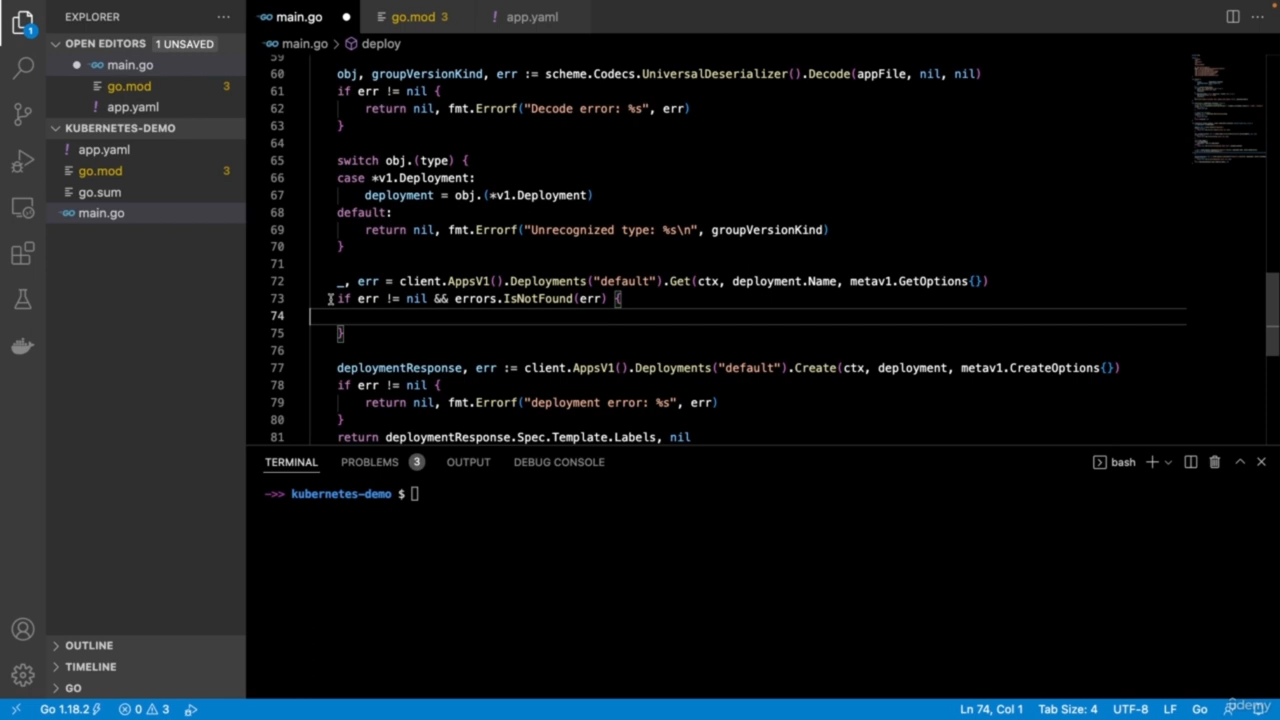 EXPLORER
main.go
go.mod 3
app.yaml
OPEN EDITORS 1 UNSAVED
main.go
go.mod 3
app.yaml
KUBERNETES-DEMO
app.yaml
go.mod 3
go.sum
main.go
main.go > deploy
59
60 obj, groupVersionKind, err := scheme.Codecs.UniversalDeserializer().Decode(appFile, nil, nil)
61 if err != nil {
62 return nil, fmt.Errorf("Decode error: %s", err)
63 }
64
65 switch obj.(type) {
66 case *v1.Deployment:
67 deployment = obj.(*v1.Deployment)
68 default:
69 return nil, fmt.Errorf("Unrecognized type: %s\n", groupVersionKind)
70 }
71
72 _, err = client.AppsV1().Deployments("default").Get(ctx, deployment.Name, metav1.GetOptions{})
73 if err != nil && errors.IsNotFound(err) {
74
75 }
76
77 deploymentResponse, err := client.AppsV1().Deployments("default").Create(ctx, deployment, metav1.CreateOptions{})
78 if err != nil {
79 return nil, fmt.Errorf("deployment error: %s", err)
80 }
81 return deploymentResponse.Spec.Template.Labels, nil
TERMINAL PROBLEMS 3 OUTPUT DEBUG CONSOLE
bash
->> kubernetes-demo $
OUTLINE
TIMELINE
GO
1
Go 1.18.2
0 3
Ln 74, Col 1
Tab Size: 4
UTF-8
LF
Go
udemy